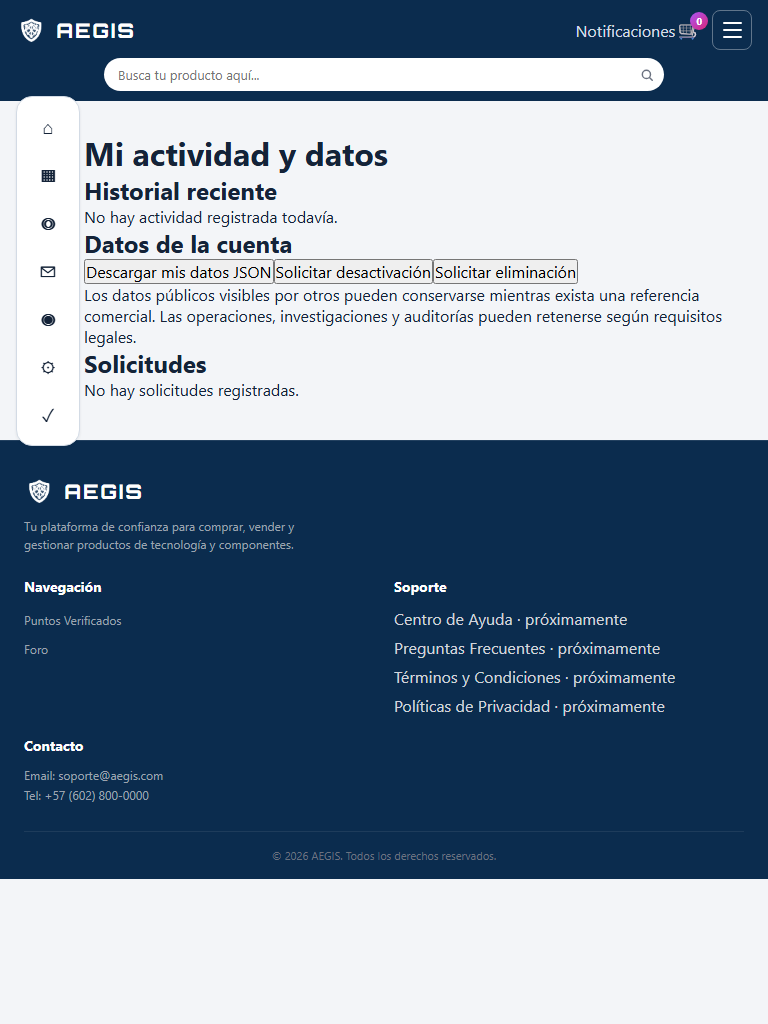 AEGIS
Notificaciones
0
Busca tu producto aquí...
Mi actividad y datos
Historial reciente
No hay actividad registrada todavía.
Datos de la cuenta
Descargar mis datos JSON
Solicitar desactivación
Solicitar eliminación
Los datos públicos visibles por otros pueden conservarse mientras exista una referencia
comercial. Las operaciones, investigaciones y auditorías pueden retenerse según requisitos
legales.
Solicitudes
No hay solicitudes registradas.
AEGIS
Tu plataforma de confianza para comprar, vender y
gestionar productos de tecnología y componentes.
Navegación
Puntos Verificados
Foro
Soporte
Centro de Ayuda · próximamente
Preguntas Frecuentes · próximamente
Términos y Condiciones · próximamente
Políticas de Privacidad · próximamente
Contacto
Email: soporte@aegis.com
Tel: +57 (602) 800-0000
© 2026 AEGIS. Todos los derechos reservados.